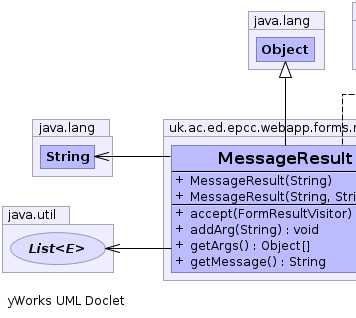 java.lang
Object
java.lang
uk.ac.ed.epcc.webapp.forms.r
String
MessageResult
+ MessageResult(String)
+ MessageResult(String, Stri
java.util
+ accept(FormResultVisitor)
+ addArg(String) : void
List<E>
+ getArgs() : Object[]
+ getMessage() : String
yWorks UML Doclet